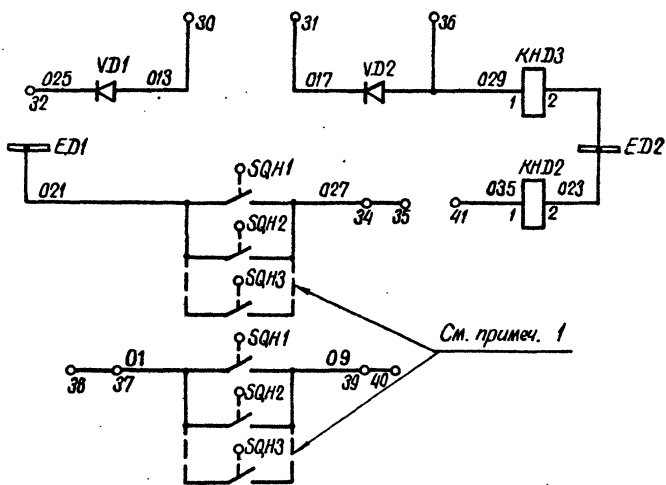 30 31 36
025 VD1 013 017 VD2 029 KHD3
32 1 2
ED1 ED2
021 SQH1 027 035 KHD2 023
34 35 41 1 2
SQH2
SQH3
См. примеч. 1
01 SQH1 09
38 37 39 40
SQH2
SQH3